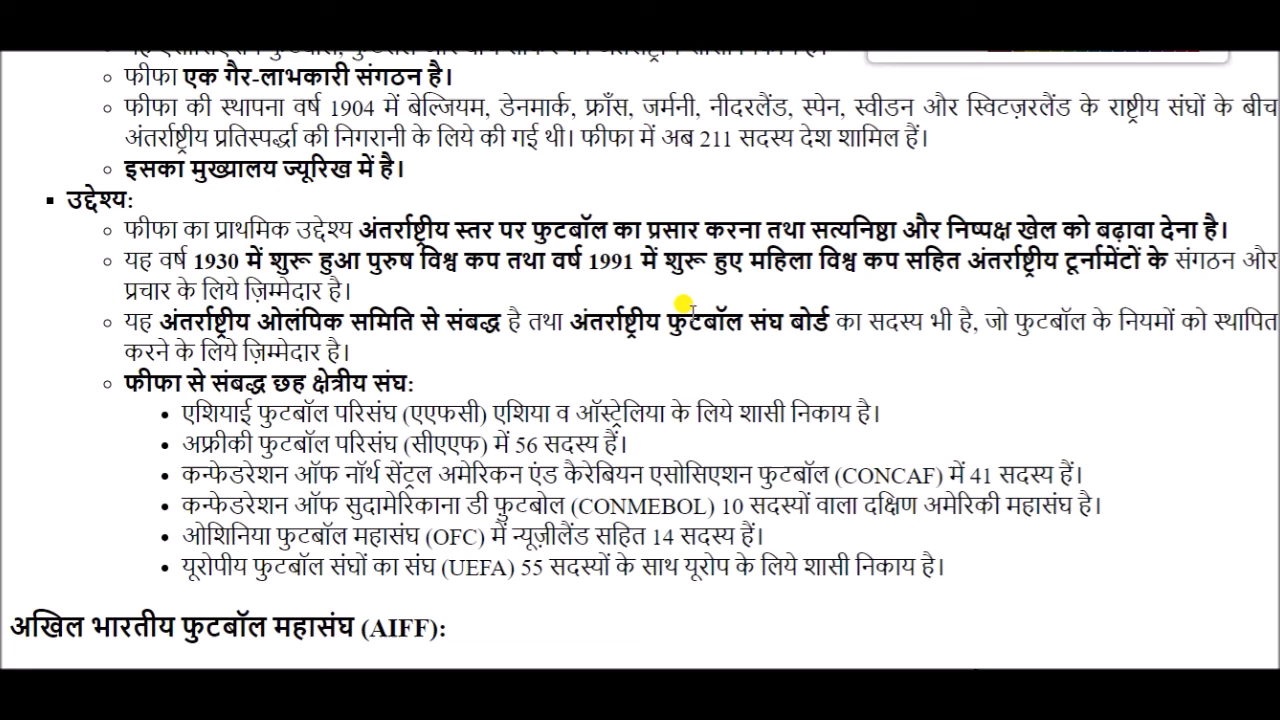 फीफा एक गैर-लाभकारी संगठन है।
फीफा की स्थापना वर्ष 1904 में बेल्जियम, डेनमार्क, फ्राँस, जर्मनी, नीदरलैंड, स्पेन, स्वीडन और स्विटज़रलैंड के राष्ट्रीय संघों के बीच
अंतर्राष्ट्रीय प्रतिस्पर्द्धा की निगरानी के लिये की गई थी। फीफा में अब 211 सदस्य देश शामिल हैं।
इसका मुख्यालय ज्यूरिख में है।
उद्देश्य:
फीफा का प्राथमिक उद्देश्य अंतर्राष्ट्रीय स्तर पर फुटबॉल का प्रसार करना तथा सत्यनिष्ठा और निष्पक्ष खेल को बढ़ावा देना है।
यह वर्ष 1930 में शुरू हुआ पुरुष विश्व कप तथा वर्ष 1991 में शुरू हुए महिला विश्व कप सहित अंतर्राष्ट्रीय टूर्नामेंटों के संगठन और
प्रचार के लिये ज़िम्मेदार है।
यह अंतर्राष्ट्रीय ओलंपिक समिति से संबद्ध है तथा अंतर्राष्ट्रीय फुटबॉल संघ बोर्ड का सदस्य भी है, जो फुटबॉल के नियमों को स्थापित
करने के लिये ज़िम्मेदार है।
फीफा से संबद्ध छह क्षेत्रीय संघ:
एशियाई फुटबॉल परिसंघ (एएफसी) एशिया व ऑस्ट्रेलिया के लिये शासी निकाय है।
अफ्रीकी फुटबॉल परिसंघ (सीएएफ) में 56 सदस्य हैं।
कन्फेडरेशन ऑफ नॉर्थ सेंट्रल अमेरिकन एंड कैरेबियन एसोसिएशन फुटबॉल (CONCAF) में 41 सदस्य हैं।
कन्फेडरेशन ऑफ सुदामेरिकाना डी फ़ुटबोल (CONMEBOL) 10 सदस्यों वाला दक्षिण अमेरिकी महासंघ है।
ओशिनिया फुटबॉल महासंघ (OFC) में न्यूज़ीलैंड सहित 14 सदस्य हैं।
यूरोपीय फुटबॉल संघों का संघ (UEFA) 55 सदस्यों के साथ यूरोप के लिये शासी निकाय है।
अखिल भारतीय फुटबॉल महासंघ (AIFF):